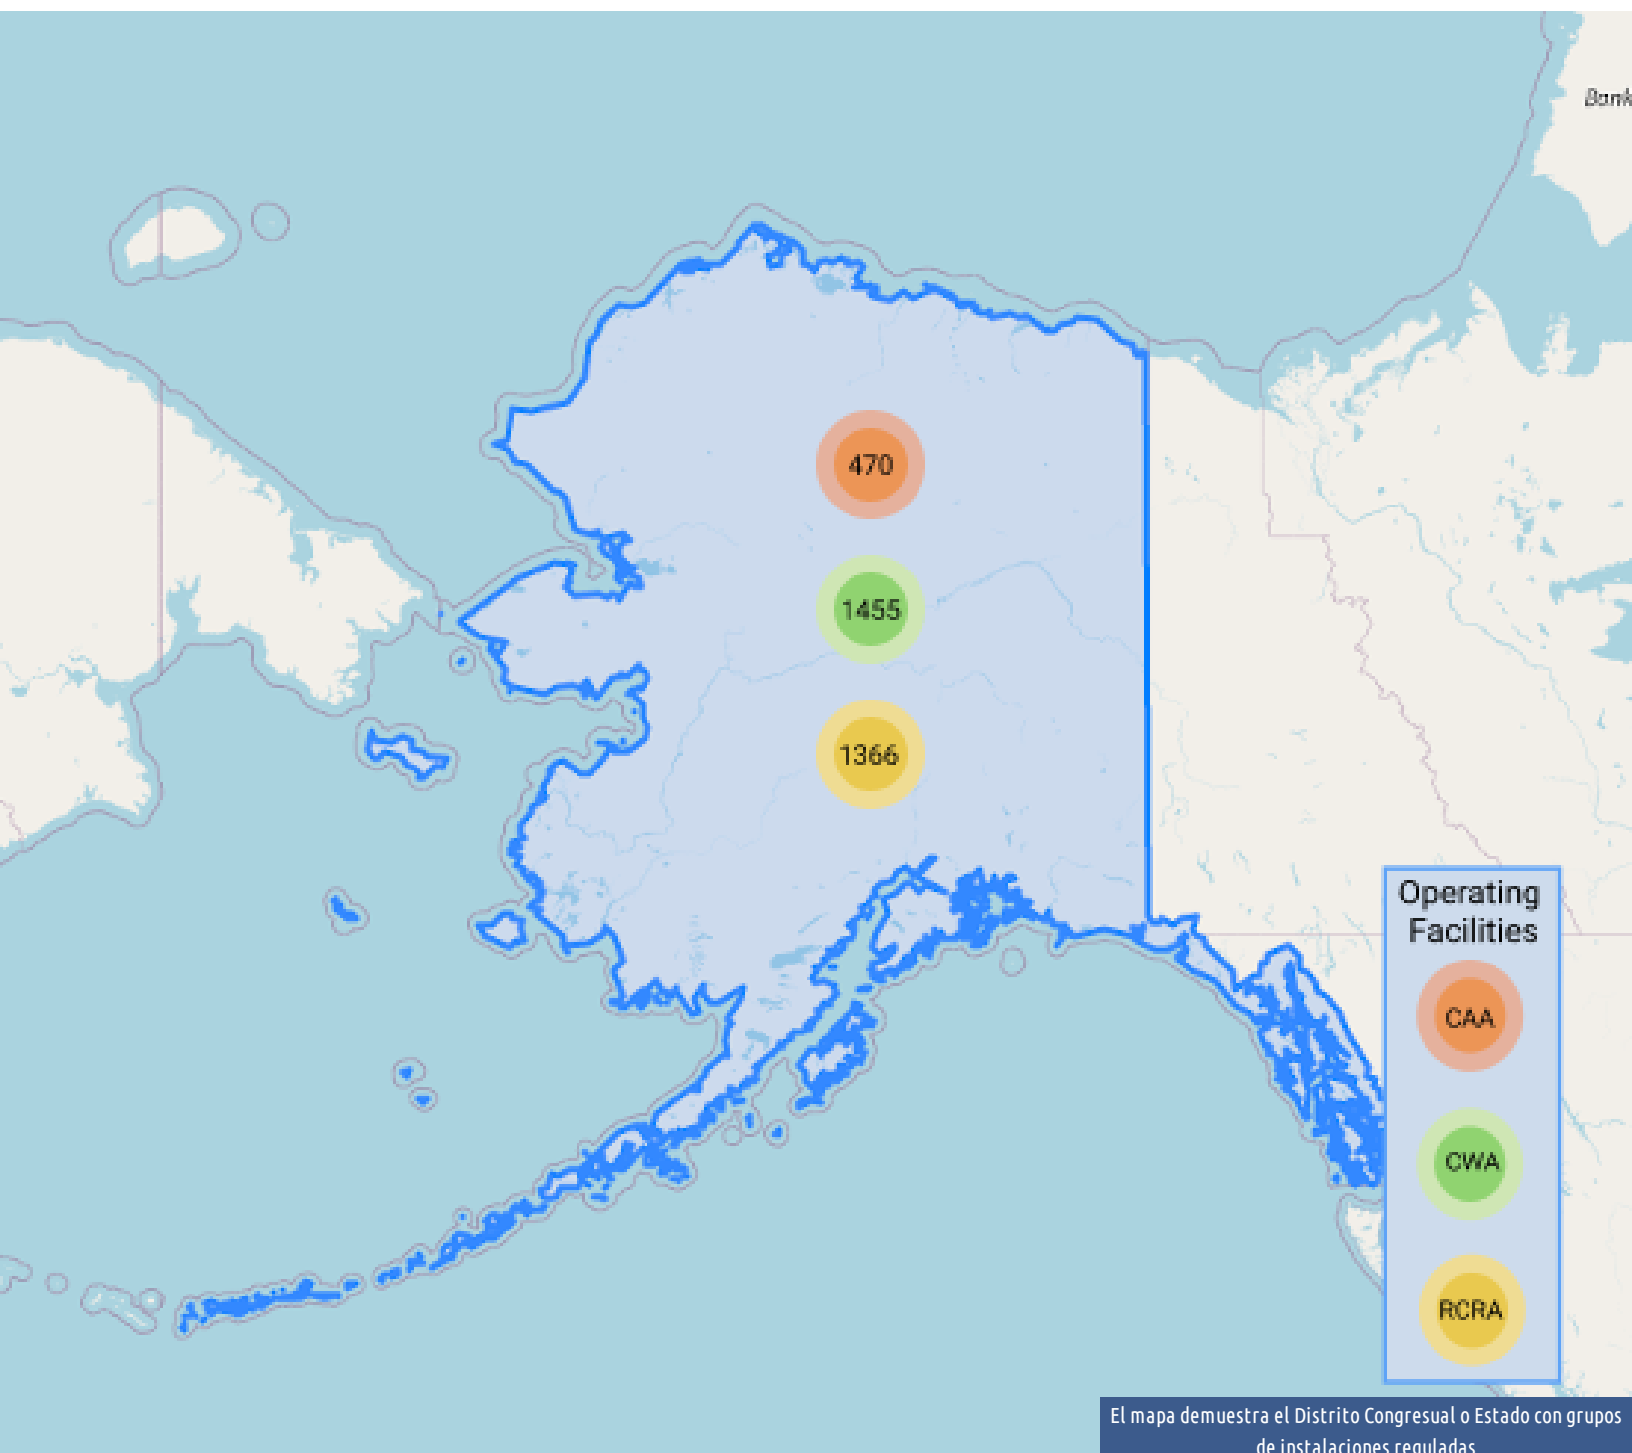 Bank
470
1455
1366
Operating
Facilities
CAA
CWA
RCRA
El mapa demuestra el Distrito Congresual o Estado con grupos
de instalaciones reguladas